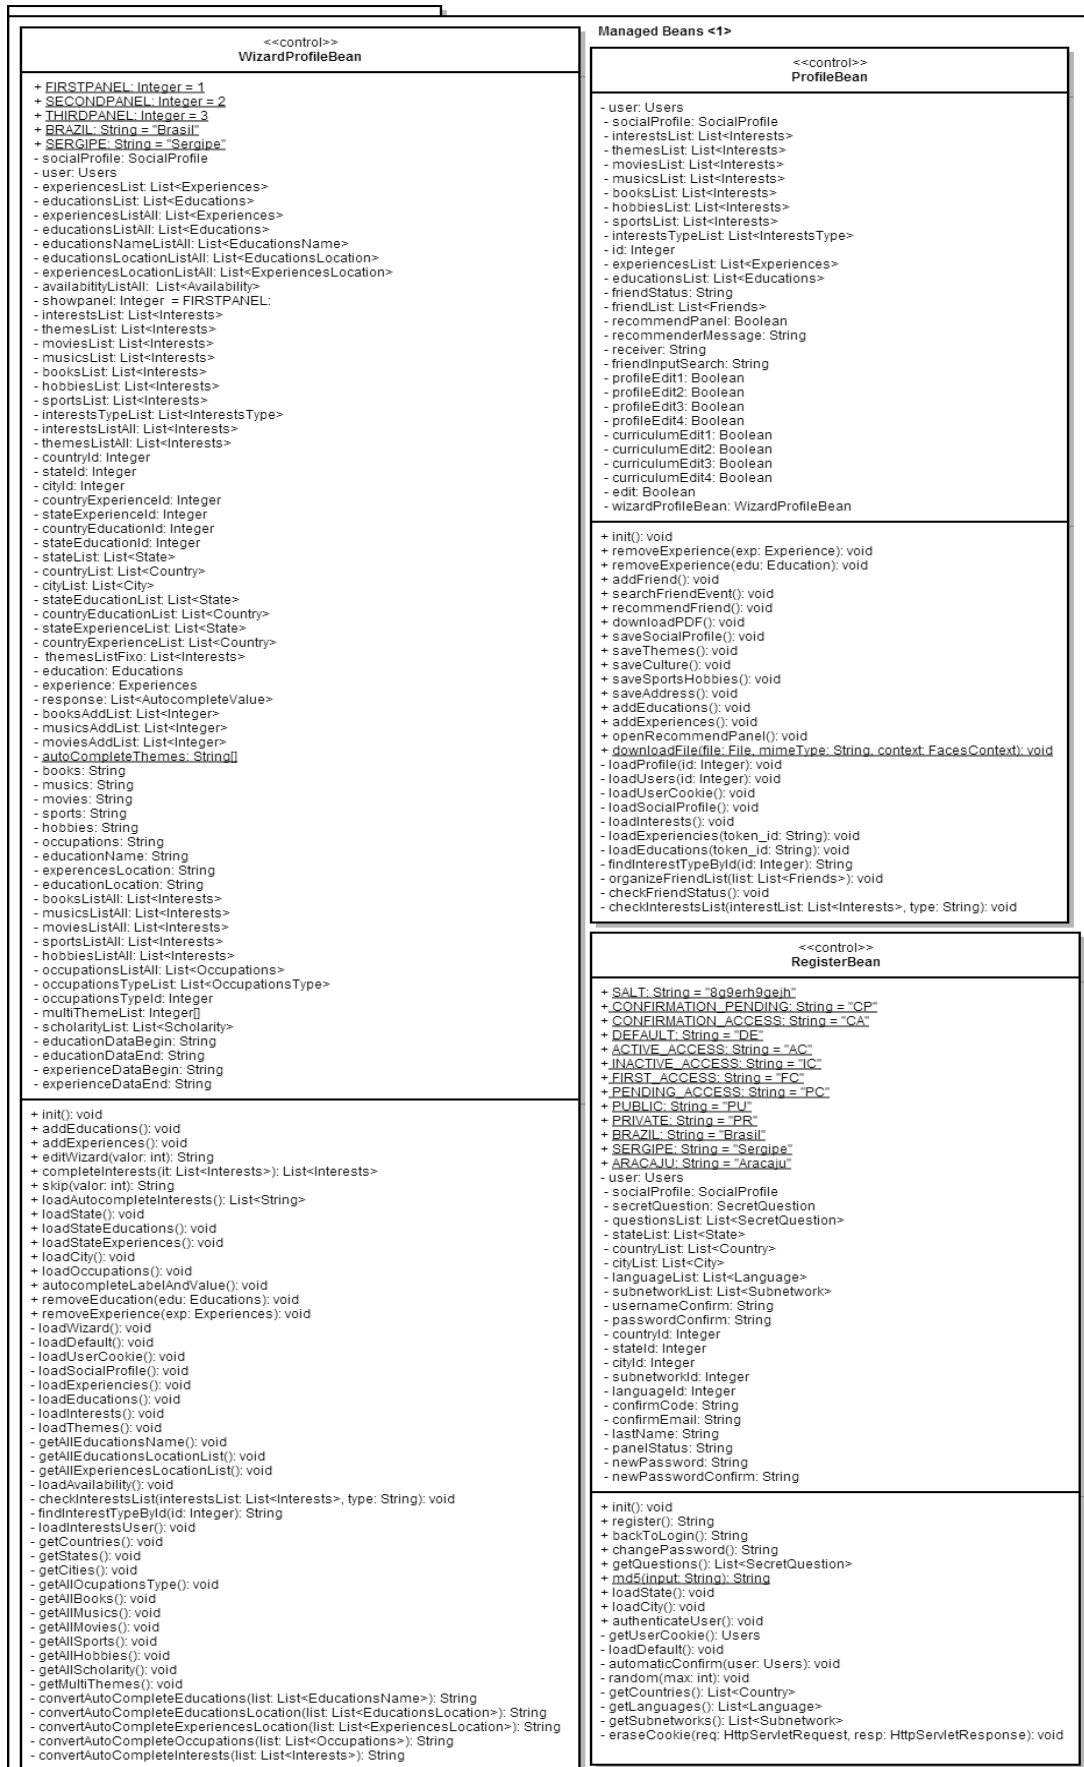 <<control>>
WizardProfileBean
+ FIRSTPANEL: Integer = 1
+ SECONDPANEL: Integer = 2
+ THIRDPANEL: Integer = 3
+ BRAZIL: String = "Brasil"
+ SERGIPE: String = "Sergipe"
- socialProfile: SocialProfile
- user: Users
- experiencesList: List<Experiences>
- educationsList: List<Educations>
- experiencesListAll: List<Experiences>
- educationsListAll: List<Educations>
- educationsNameListAll: List<EducationsName>
- educationsLocationListAll: List<EducationsLocation>
- experiencesLocationListAll: List<ExperiencesLocation>
- availabitityListAll: List<Availability>
- showpanel: Integer = FIRSTPANEL:
- interestsList: List<Interests>
- themesList: List<Interests>
- moviesList: List<Interests>
- musicsList: List<Interests>
- booksList: List<Interests>
- hobbiesList: List<Interests>
- sportsList: List<Interests>
- interestsTypeList: List<InterestsType>
- interestsListAll: List<Interests>
- themesListAll: List<Interests>
- countryId: Integer
- stateId: Integer
- cityId: Integer
- countryExperienceId: Integer
- stateExperienceId: Integer
- countryEducationId: Integer
- stateEducationId: Integer
- stateList: List<State>
- countryList: List<Country>
- cityList: List<City>
- stateEducationList: List<State>
- countryEducationList: List<Country>
- stateExperienceList: List<State>
- countryExperienceList: List<Country>
- themesListFixo: List<Interests>
- education: Educations
- experience: Experiences
- response: List<AutocompleteValue>
- booksAddList: List<Integer>
- musicsAddList: List<Integer>
- moviesAddList: List<Integer>
- autoCompleteThemes: String[]
- books: String
- musics: String
- movies: String
- sports: String
- hobbies: String
- occupations: String
- educationName: String
- experencesLocation: String
- educationLocation: String
- booksListAll: List<Interests>
- musicsListAll: List<Interests>
- moviesListAll: List<Interests>
- sportsListAll: List<Interests>
- hobbiesListAll: List<Interests>
- occupationsListAll: List<Occupations>
- occupationsTypeList: List<OccupationsType>
- occupationsTypeId: Integer
- multiThemeList: Integer[]
- scholarityList: List<Scholarity>
- educationDataBegin: String
- educationDataEnd: String
- experienceDataBegin: String
- experienceDataEnd: String
+ init(): void
+ addEducations(): void
+ addExperiences(): void
+ editWizard(valor: int): String
+ completeInterests(it: List<Interests>): List<Interests>
+ skip(valor: int): String
+ loadAutocompleteInterests(): List<String>
+ loadState(): void
+ loadStateEducations(): void
+ loadStateExperiences(): void
+ loadCity(): void
+ loadOccupations(): void
+ autocompleteLabelAndValue(): void
+ removeEducation(edu: Educations): void
+ removeExperience(exp: Experiences): void
- loadWizard(): void
- loadDefault(): void
- loadUserCookie(): void
- loadSocialProfile(): void
- loadExperiencies(): void
- loadEducations(): void
- loadInterests(): void
- loadThemes(): void
- getAllEducationsName(): void
- getAllEducationsLocationList(): void
- getAllExperiencesLocationList(): void
- loadAvailability(): void
- checkInterestsList(interestsList: List<Interests>, type: String): void
- findInterestTypeById(id: Integer): String
- loadInterestsUser(): void
- getCountries(): void
- getStates(): void
- getCities(): void
- getAllOcupationsType(): void
- getAllBooks(): void
- getAllMusics(): void
- getAllMovies(): void
- getAllSports(): void
- getAllHobbies(): void
- getAllScholarity(): void
- getMultiThemes(): void
- convertAutoCompleteEducations(list: List<EducationsName>): String
- convertAutoCompleteEducationsLocation(list: List<EducationsLocation>): String
- convertAutoCompleteExperiencesLocation(list: List<ExperiencesLocation>): String
- convertAutoCompleteOccupations(list: List<Occupations>): String
- convertAutoCompleteInterests(list: List<Interests>): String
Managed Beans <1>
<<control>>
ProfileBean
- user: Users
- socialProfile: SocialProfile
- interestsList: List<Interests>
- themesList: List<Interests>
- moviesList: List<Interests>
- musicsList: List<Interests>
- booksList: List<Interests>
- hobbiesList: List<Interests>
- sportsList: List<Interests>
- interestsTypeList: List<InterestsType>
- id: Integer
- experiencesList: List<Experiences>
- educationsList: List<Educations>
- friendStatus: String
- friendList: List<Friends>
- recommendPanel: Boolean
- recommenderMessage: String
- receiver: String
- friendInputSearch: String
- profileEdit1: Boolean
- profileEdit2: Boolean
- profileEdit3: Boolean
- profileEdit4: Boolean
- curriculumEdit1: Boolean
- curriculumEdit2: Boolean
- curriculumEdit3: Boolean
- curriculumEdit4: Boolean
- edit: Boolean
- wizardProfileBean: WizardProfileBean
+ init(): void
+ removeExperience(exp: Experience): void
+ removeExperience(edu: Education): void
+ addFriend(): void
+ searchFriendEvent(): void
+ recommendFriend(): void
+ downloadPDF(): void
+ saveSocialProfile(): void
+ saveThemes(): void
+ saveCulture(): void
+ saveSportsHobbies(): void
+ saveAddress(): void
+ addEducations(): void
+ addExperiences(): void
+ openRecommendPanel(): void
+ downloadFile(file: File, mimeType: String, context: FacesContext): void
- loadProfile(id: Integer): void
- loadUsers(id: Integer): void
- loadUserCookie(): void
- loadSocialProfile(): void
- loadInterests(): void
- loadExperiencies(token_id: String): void
- loadEducations(token_id: String): void
- findInterestTypeById(id: Integer): String
- organizeFriendList(list: List<Friends>): void
- checkFriendStatus(): void
- checkInterestsList(interestList: List<Interests>, type: String): void
<<control>>
RegisterBean
+ SALT: String = "8g9erh9gejh"
+ CONFIRMATION_PENDING: String = "CP"
+ CONFIRMATION_ACCESS: String = "CA"
+ DEFAULT: String = "DE"
+ ACTIVE_ACCESS: String = "AC"
+ INACTIVE_ACCESS: String = "IC"
+ FIRST_ACCESS: String = "FC"
+ PENDING_ACCESS: String = "PC"
+ PUBLIC: String = "PU"
+ PRIVATE: String = "PR"
+ BRAZIL: String = "Brasil"
+ SERGIPE: String = "Sergipe"
+ ARACAJU: String = "Aracaju"
- user: Users
- socialProfile: SocialProfile
- secretQuestion: SecretQuestion
- questionsList: List<SecretQuestion>
- stateList: List<State>
- countryList: List<Country>
- cityList: List<City>
- languageList: List<Language>
- subnetworkList: List<Subnetwork>
- usernameConfirm: String
- passwordConfirm: String
- countryId: Integer
- stateId: Integer
- cityId: Integer
- subnetworkId: Integer
- languageId: Integer
- confirmCode: String
- confirmEmail: String
- lastName: String
- panelStatus: String
- newPassword: String
- newPasswordConfirm: String
+ init(): void
+ register(): String
+ backToLogin(): String
+ changePassword(): String
+ getQuestions(): List<SecretQuestion>
+ md5(input: String): String
+ loadState(): void
+ loadCity(): void
+ authenticateUser(): void
- getUserCookie(): Users
- loadDefault(): void
- automaticConfirm(user: Users): void
- random(max: int): void
- getCountries(): List<Country>
- getLanguages(): List<Language>
- getSubnetworks(): List<Subnetwork>
- eraseCookie(req: HttpServletRequest, resp: HttpServletResponse): void